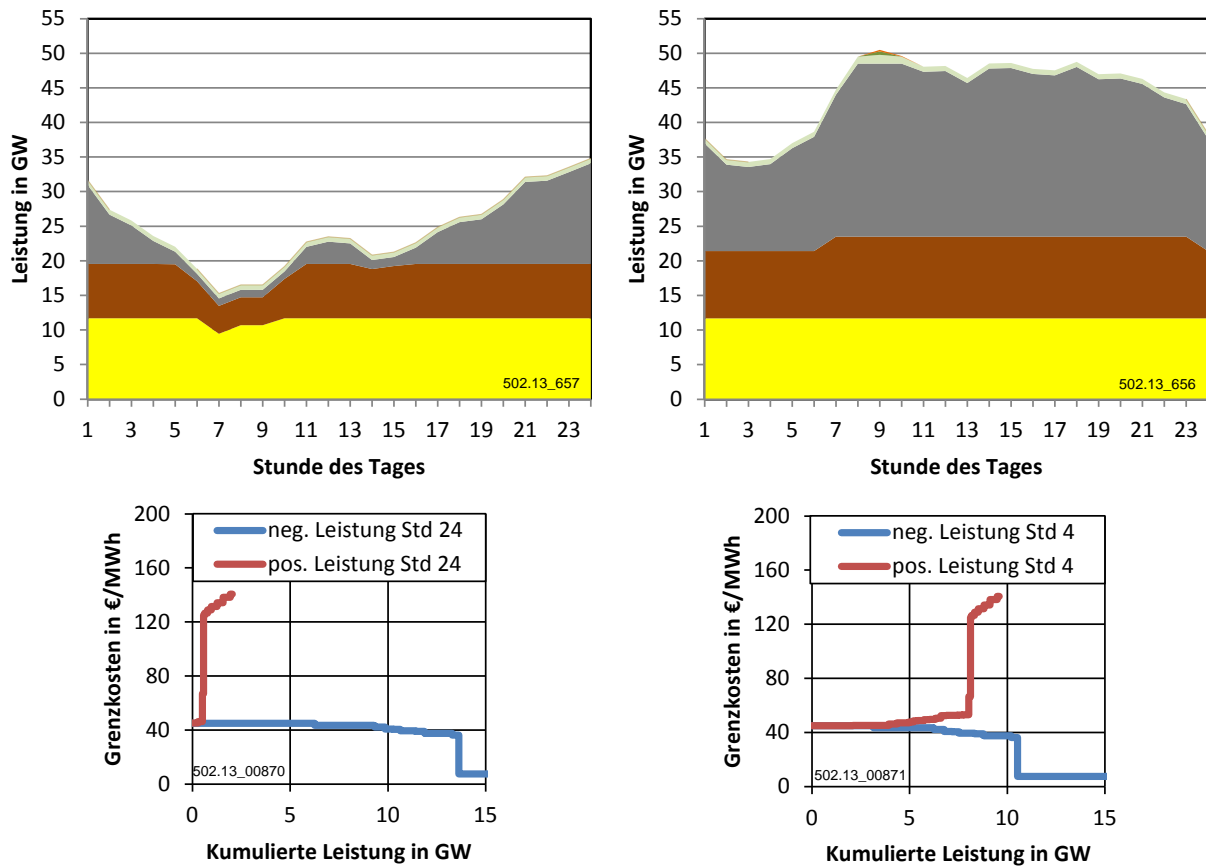 Leistung in GW
55
50
45
40
35
30
25
20
15
10
5
0
502.13_657
1 3 5 7 9 11 13 15 17 19 21 23
Stunde des Tages
Leistung in GW
55
50
45
40
35
30
25
20
15
10
5
0
502.13_656
1 3 5 7 9 11 13 15 17 19 21 23
Stunde des Tages
Grenzkosten in €/MWh
200
160
120
80
40
0
neg. Leistung Std 24
pos. Leistung Std 24
502.13_00870
0 5 10 15
Kumulierte Leistung in GW
Grenzkosten in €/MWh
200
160
120
80
40
0
neg. Leistung Std 4
pos. Leistung Std 4
502.13_00871
0 5 10 15
Kumulierte Leistung in GW